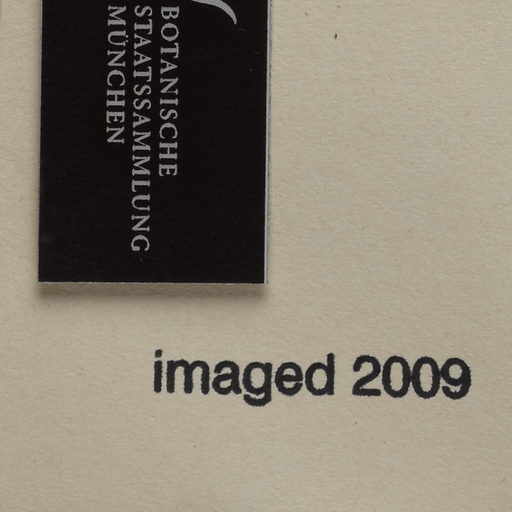 BOTANISCHE
STAATSSAMMLUNG
MÜNCHEN
imaged 2009